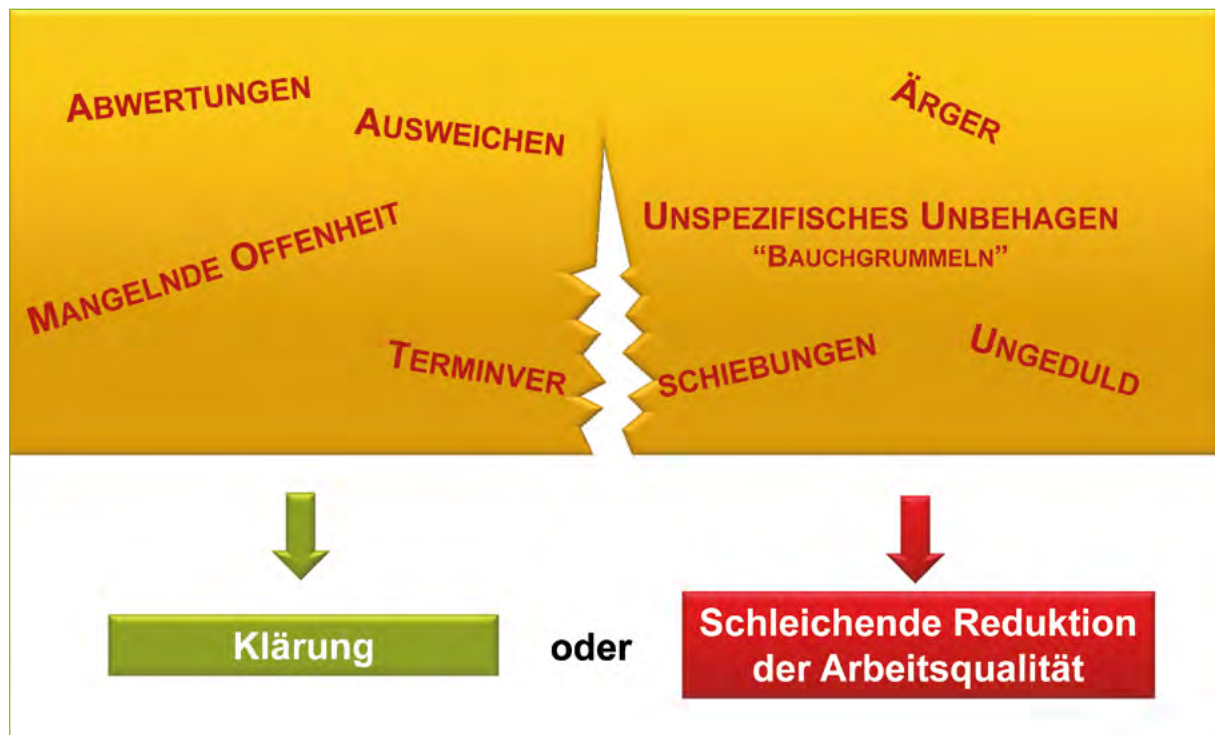 ABWERTUNGEN
AUSWEICHEN
ÄRGER
MANGELNDE OFFENHEIT
UNSPEZIFISCHES UNBEHAGEN
“BAUCHGRUMMELN”
TERMINVER
SCHIEBUNGEN
UNGEDULD
Klärung
oder
Schleichende Reduktion
der Arbeitsqualität